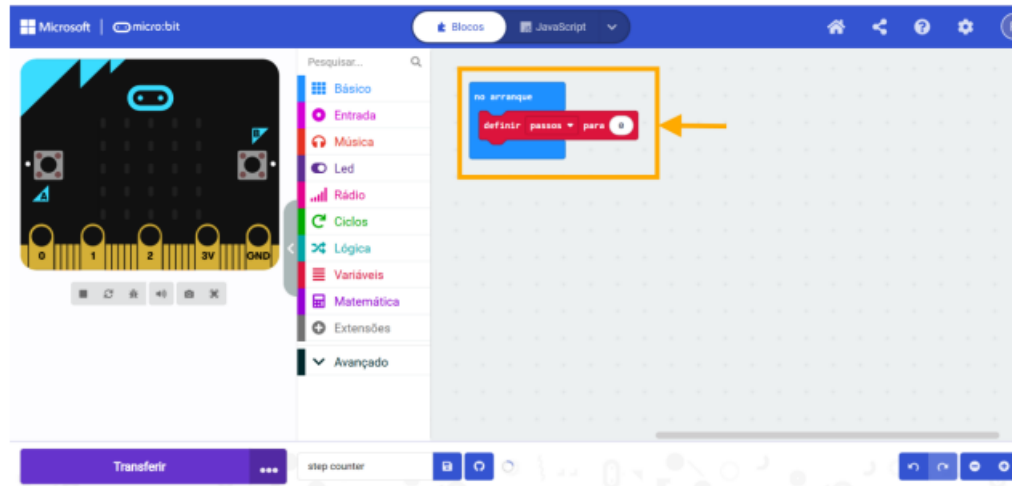 Microsoft micro:bit
Blocos
JavaScript
Pesquisar...
Básico
Entrada
Música
Led
Rádio
Ciclos
Lógica
Variáveis
Matemática
Extensões
Avançado
B
A
0 1 2 3V GND
no arranque
definir passos para 0
Transferir
step counter